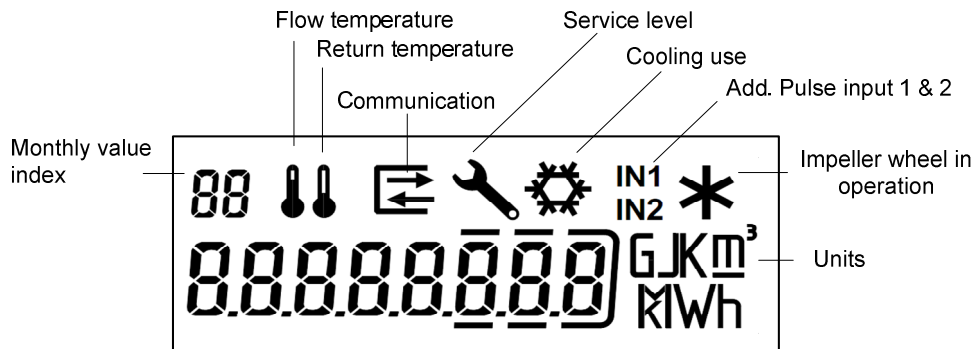 Flow temperature
Return temperature
Communication
Service level
Cooling use
Add. Pulse input 1 & 2
Monthly value
index
Impeller wheel in
operation
88
IN1
IN2
8.8.8.8.8.8.8.8
GJKm³
MWh
Units